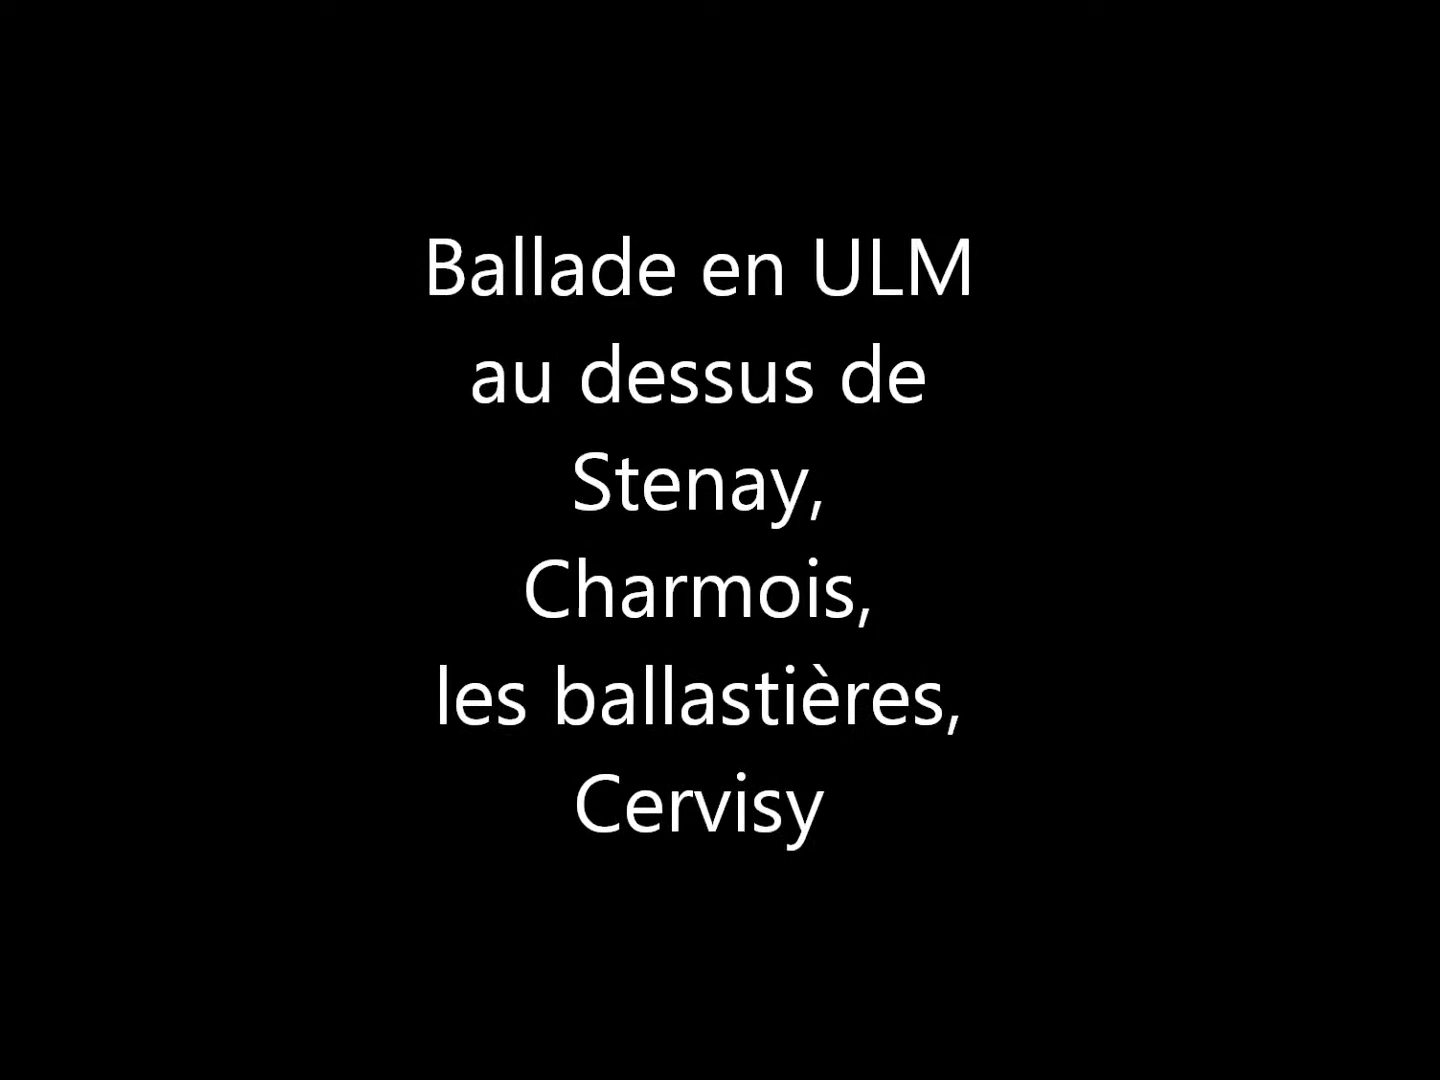 Ballade en ULM
au dessus de
Stenay,
Charmois,
les ballastières,
Cervisy